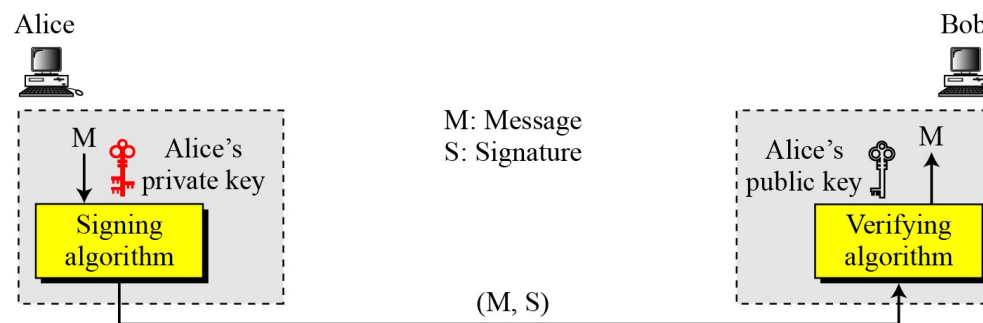 Alice
Bob
M: Message
S: Signature
M
Alice’s
private key
Signing
algorithm
Alice’s
public key
M
Verifying
algorithm
(M, S)